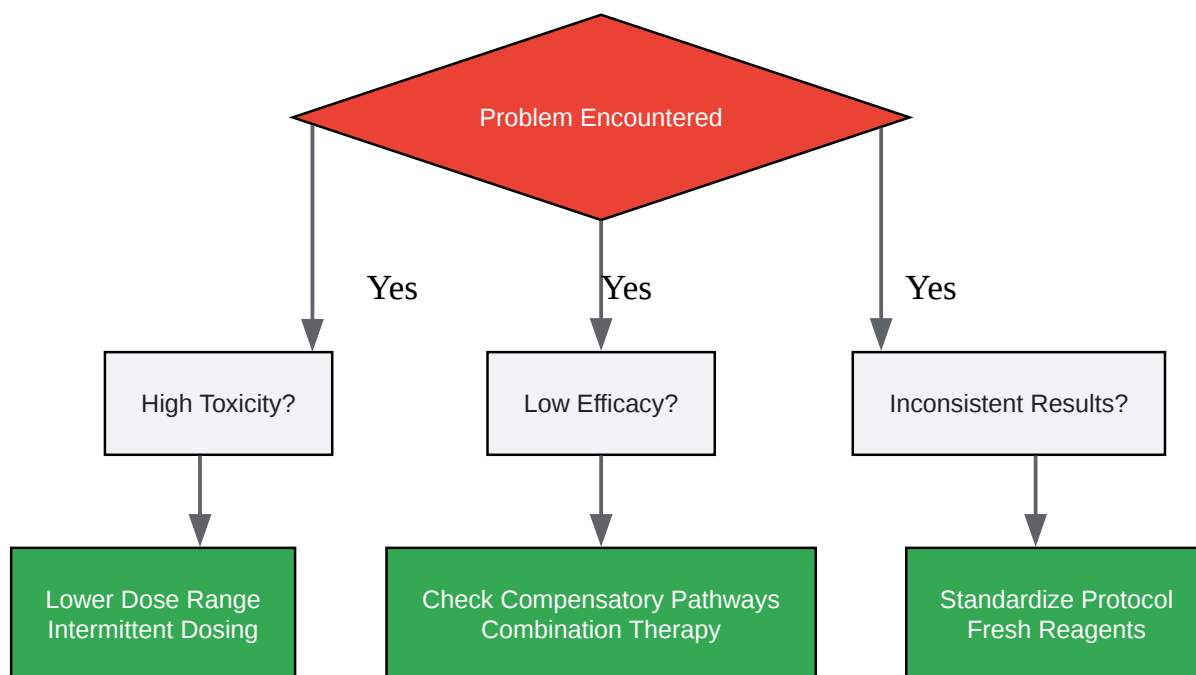 Problem Encountered
Yes
Yes
Yes
High Toxicity?
Low Efficacy?
Inconsistent Results?
Lower Dose Range
Intermittent Dosing
Check Compensatory Pathways
Combination Therapy
Standardize Protocol
Fresh Reagents